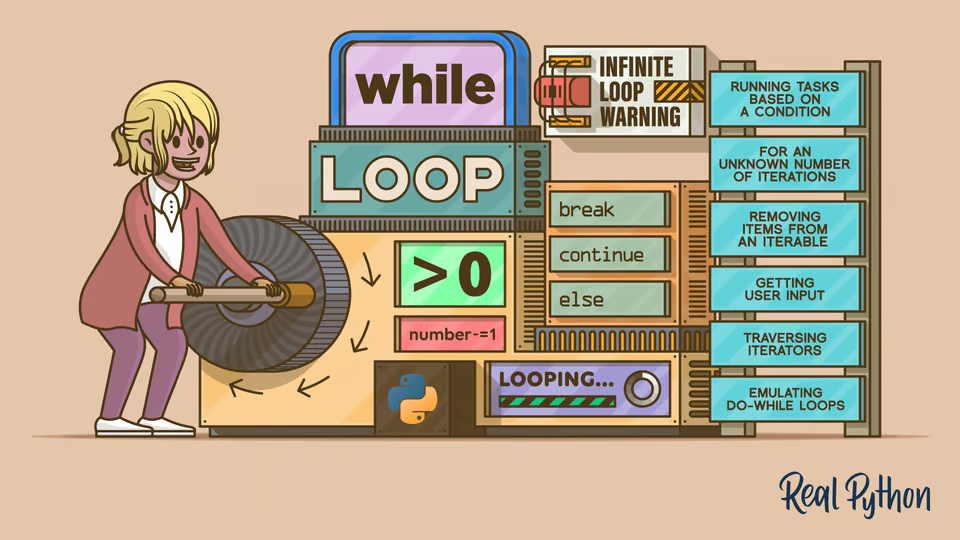 while
LOOP
INFINITE
LOOP
WARNING
break
continue
else
>0
number-=1
LOOPING...
RUNNING TASKS
BASED ON
A CONDITION
FOR AN
UNKNOWN NUMBER
OF ITERATIONS
REMOVING
ITEMS FROM
AN ITERABLE
GETTING
USER INPUT
TRAVERSING
ITERATORS
EMULATING
DO-WHILE LOOPS
Real Python